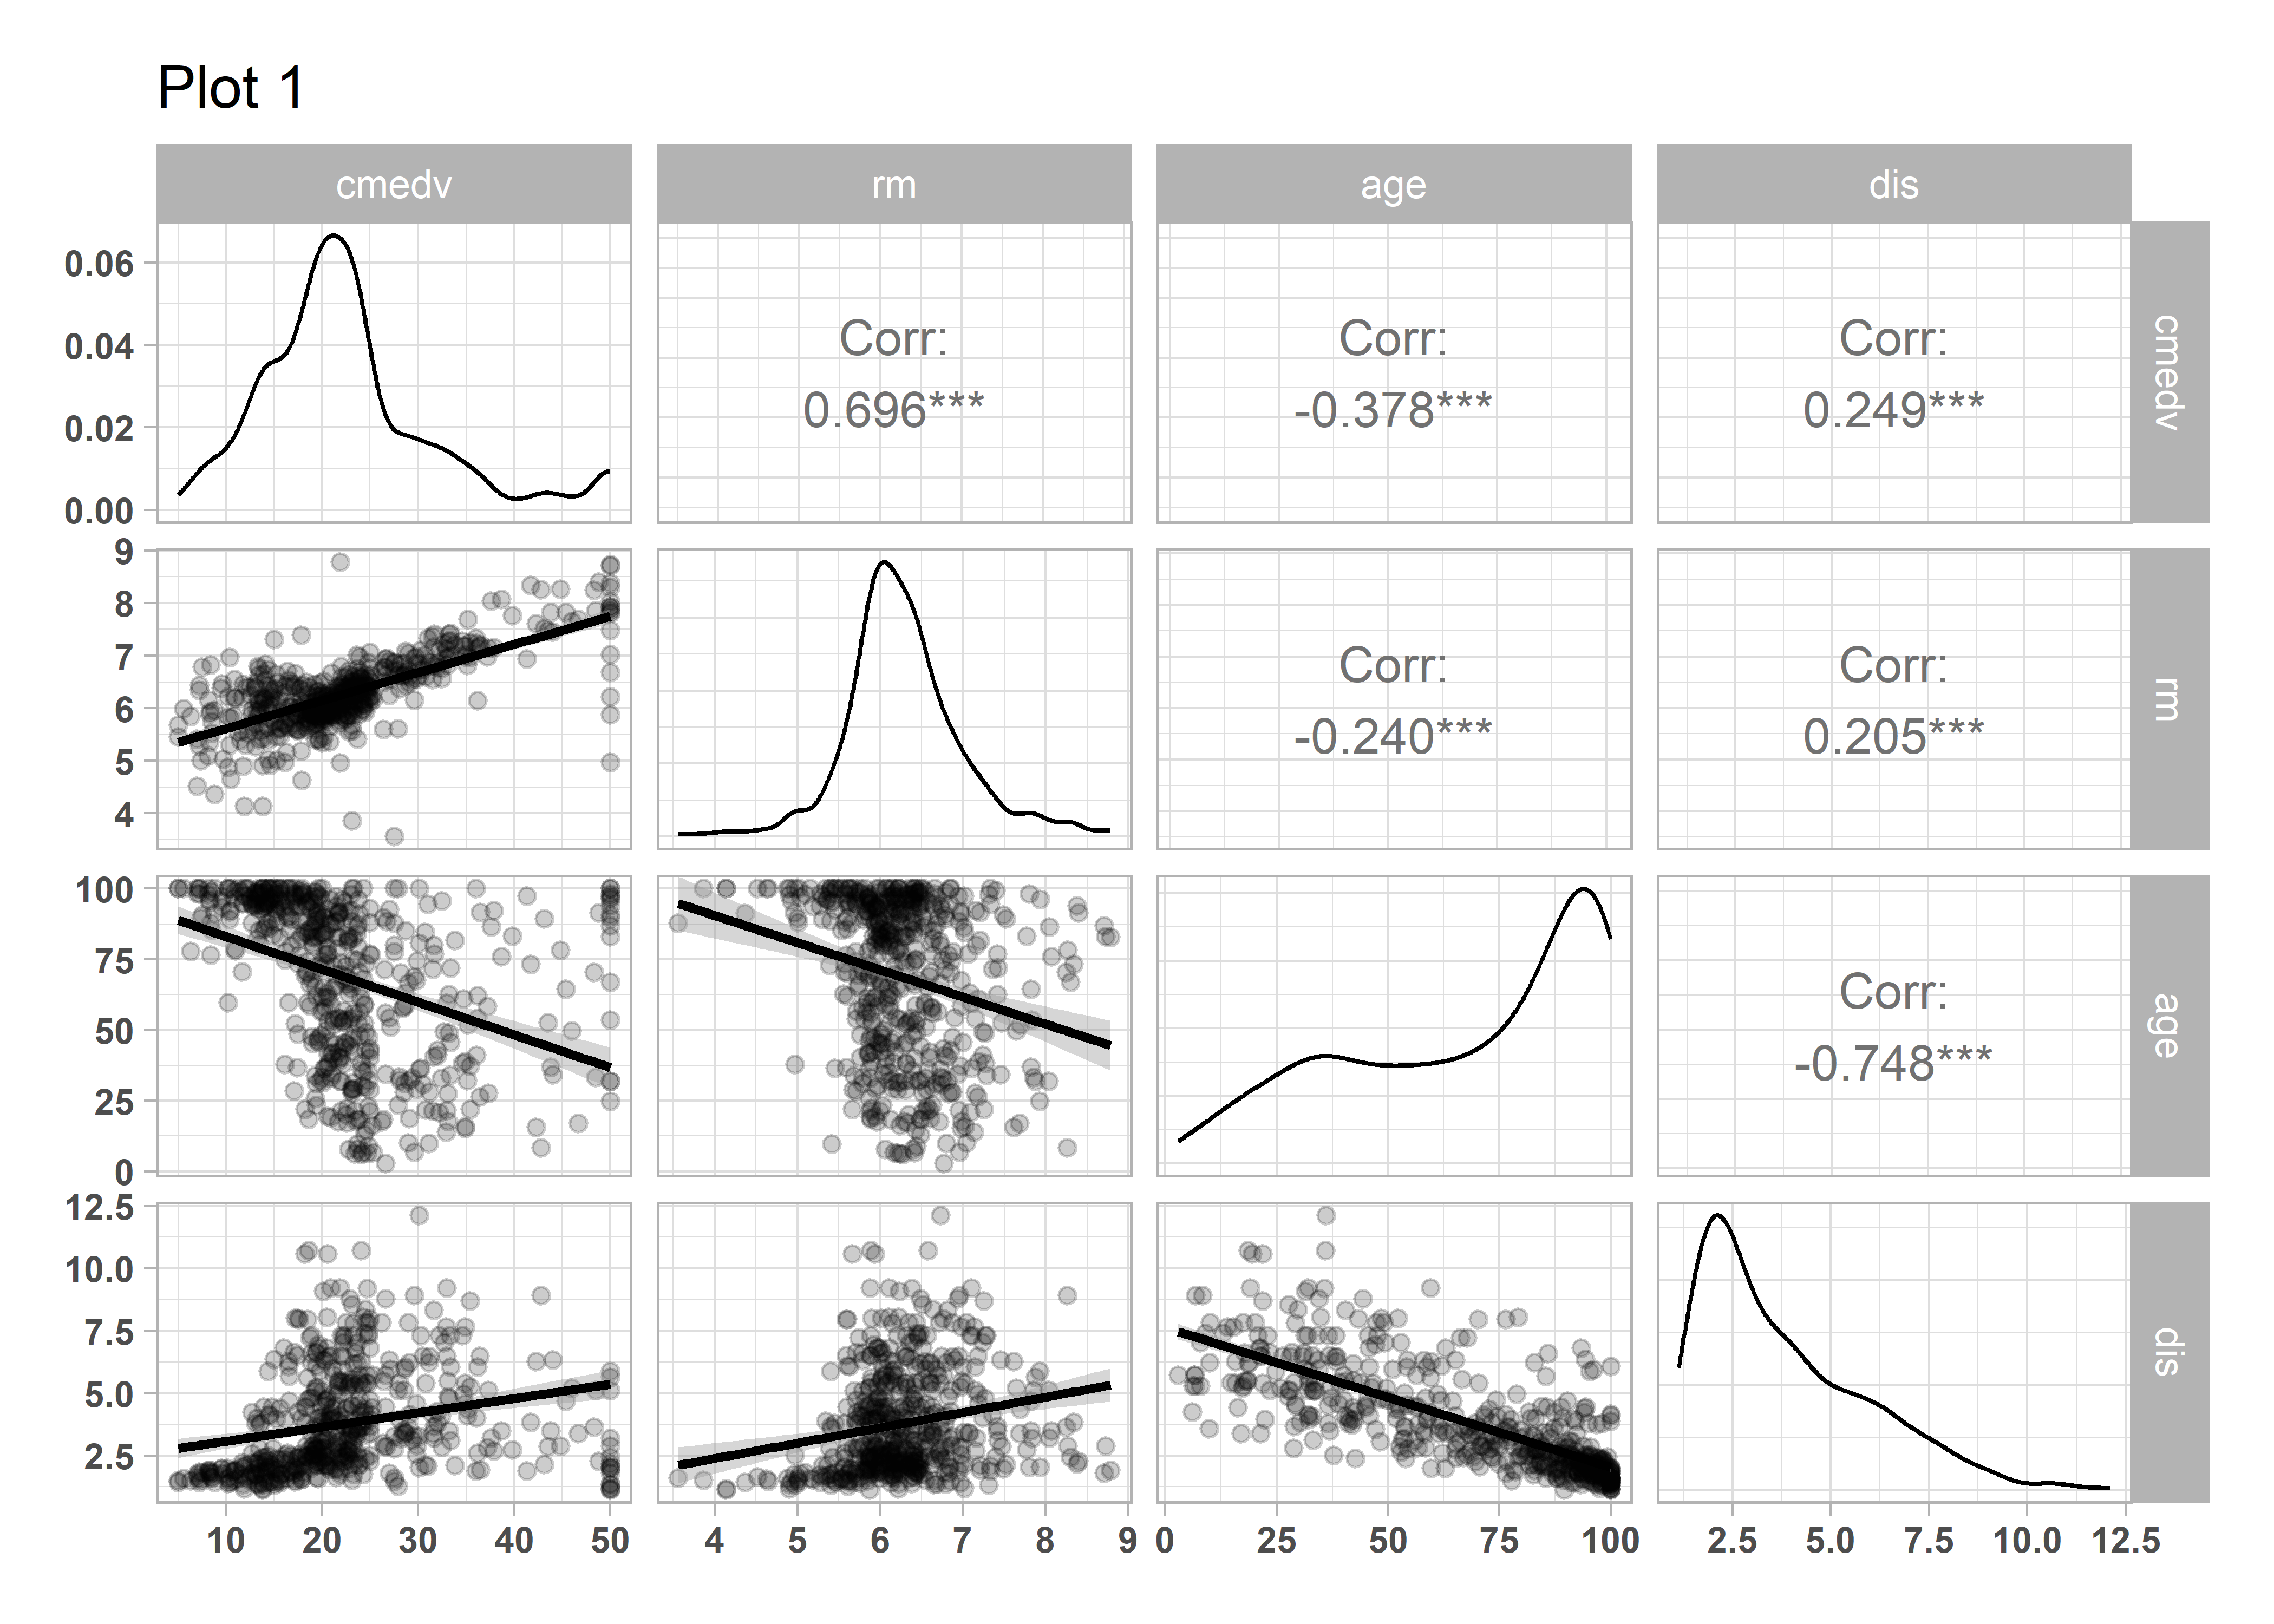 Plot 1
cmedv rm age dis
0.06
0.04
0.02
0.00
Corr:
0.696***
Corr:
-0.378***
Corr:
0.249***
cmedv
9
8
7
6
5
4
Corr:
-0.240***
Corr:
0.205***
rm
100
75
50
25
0
Corr:
-0.748***
age
12.5
10.0
7.5
5.0
2.5
dis
10 20 30 40 50 4 5 6 7 8 9 0 25 50 75 100 2.5 5.0 7.5 10.0 12.5